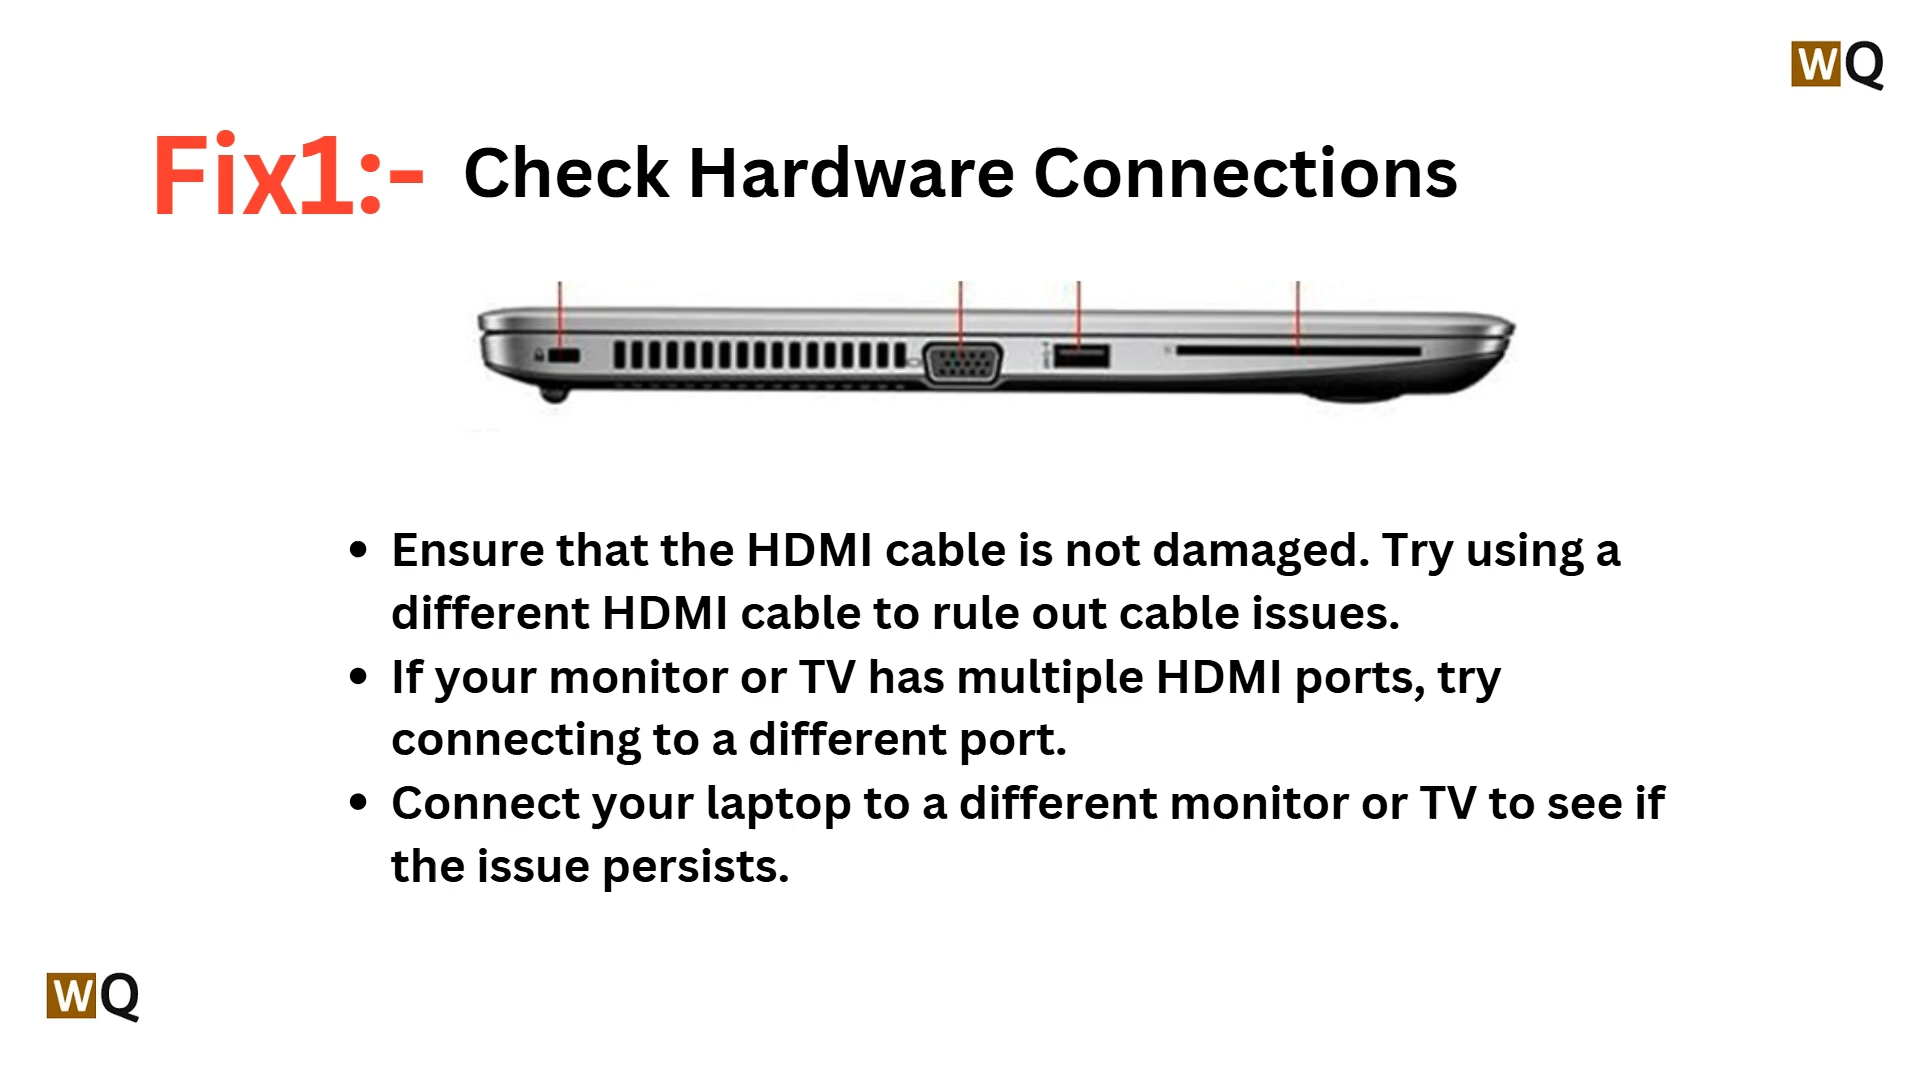 WQ
Fix1:- Check Hardware Connections
• Ensure that the HDMI cable is not damaged. Try using a
different HDMI cable to rule out cable issues.
• If your monitor or TV has multiple HDMI ports, try
connecting to a different port.
• Connect your laptop to a different monitor or TV to see if
the issue persists.
WQ